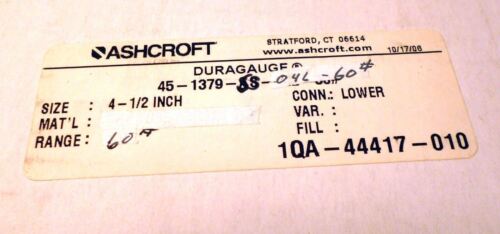 ASHCROFT
STRATFORD, CT 06614
www.ashcroft.com
10/17/06
DURAGAUGE®
45-1379-SS-04L-60#
SIZE : 4-1/2 INCH
CONN.: LOWER
MAT'L :
VAR. :
RANGE: 60#
FILL :
1QA-44417-010